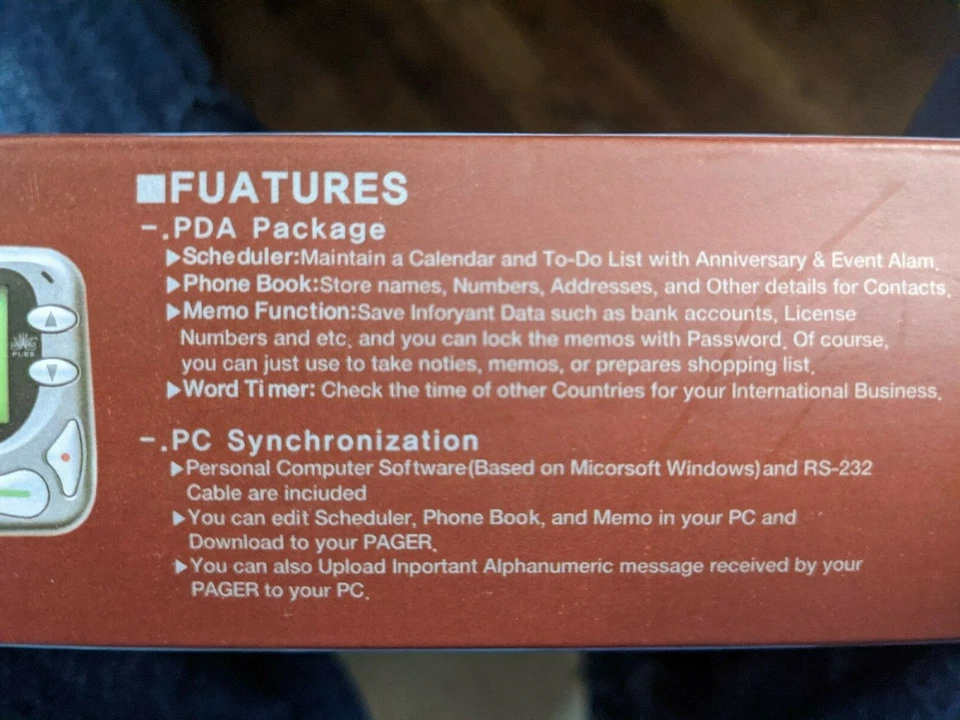 ■FUATURES
-.PDA Package
▶Scheduler:Maintain a Calendar and To-Do List with Anniversary & Event Alam.
▶Phone Book:Store names, Numbers, Addresses, and Other details for Contacts.
▶Memo Function:Save Inforyant Data such as bank accounts, License
Numbers and etc. and you can lock the memos with Password. Of course,
you can just use to take noties, memos, or prepares shopping list.
▶Word Timer: Check the time of other Countries for your International Business.
-.PC Synchronization
▶Personal Computer Software(Based on Micorsoft Windows)and RS-232
Cable are inciuded
▶You can edit Scheduler, Phone Book, and Memo in your PC and
Download to your PAGER.
▶You can also Upload Inportant Alphanumeric message received by your
PAGER to your PC.